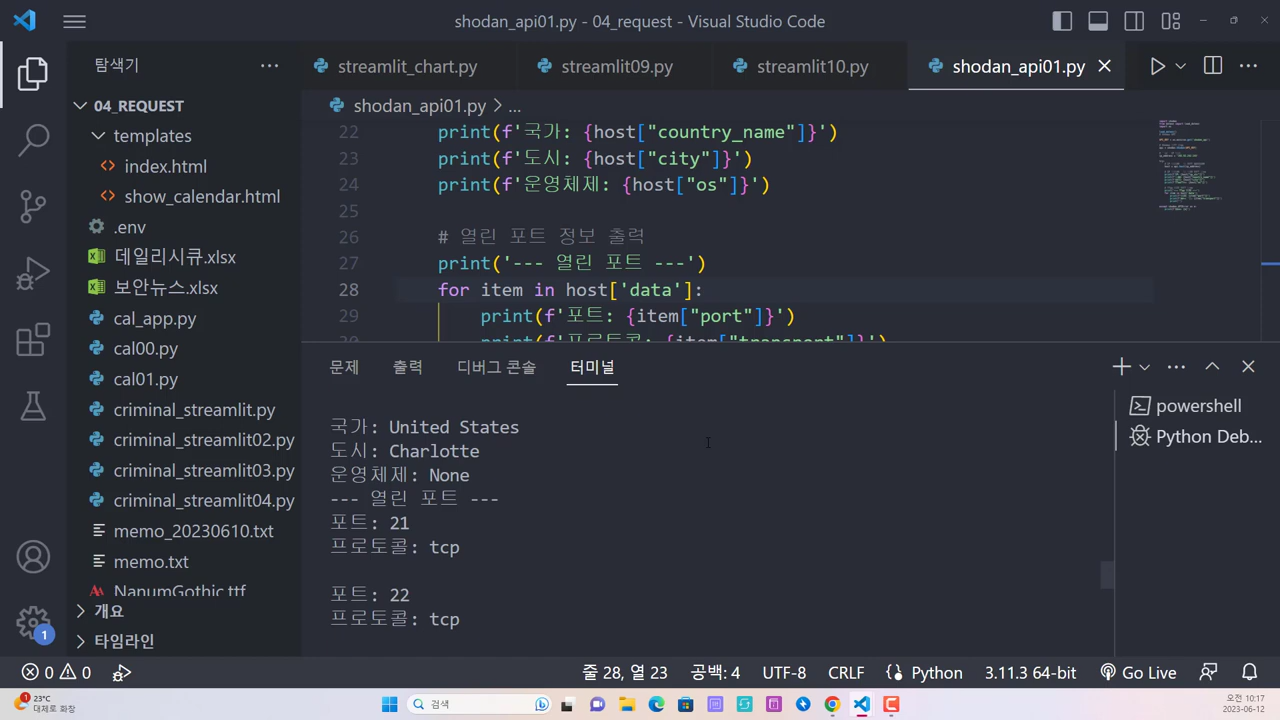 shodan_api01.py - 04_request - Visual Studio Code
탐색기
streamlit_chart.py
streamlit09.py
streamlit10.py
shodan_api01.py
04_REQUEST
templates
index.html
show_calendar.html
.env
데일리시큐.xlsx
보안뉴스.xlsx
cal_app.py
cal00.py
cal01.py
criminal_streamlit.py
criminal_streamlit02.py
criminal_streamlit03.py
criminal_streamlit04.py
memo_20230610.txt
memo.txt
NanumGothic.ttf
개요
타임라인
shodan_api01.py > ...
22 print(f'국가: {host["country_name"]}')
23 print(f'도시: {host["city"]}')
24 print(f'운영체제: {host["os"]}')
25
26 # 열린 포트 정보 출력
27 print('--- 열린 포트 ---')
28 for item in host['data']:
29 print(f'포트: {item["port"]}')
30 print(f'프로토콜: {item["transport"]}')
문제 출력 디버그 콘솔 터미널
국가: United States
도시: Charlotte
운영체제: None
--- 열린 포트 ---
포트: 21
프로토콜: tcp
포트: 22
프로토콜: tcp
powershell
Python Deb...
1
0 0
줄 28, 열 23 공백: 4 UTF-8 CRLF Python 3.11.3 64-bit Go Live
23°C
대체로 화창
검색
오전 10:17
2023-06-12